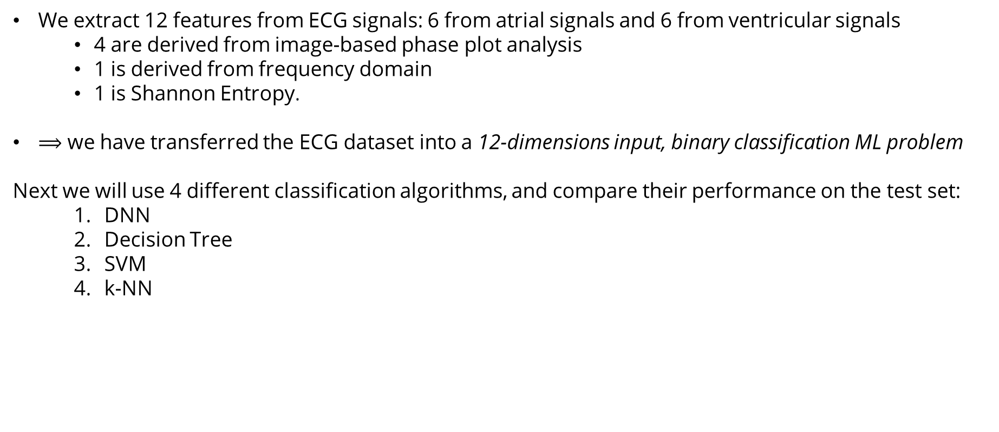 • We extract 12 features from ECG signals: 6 from atrial signals and 6 from ventricular signals
• 4 are derived from image-based phase plot analysis
• 1 is derived from frequency domain
• 1 is Shannon Entropy.
• ⟹ we have transferred the ECG dataset into a 12-dimensions input, binary classification ML problem
Next we will use 4 different classification algorithms, and compare their performance on the test set:
1. DNN
2. Decision Tree
3. SVM
4. k-NN